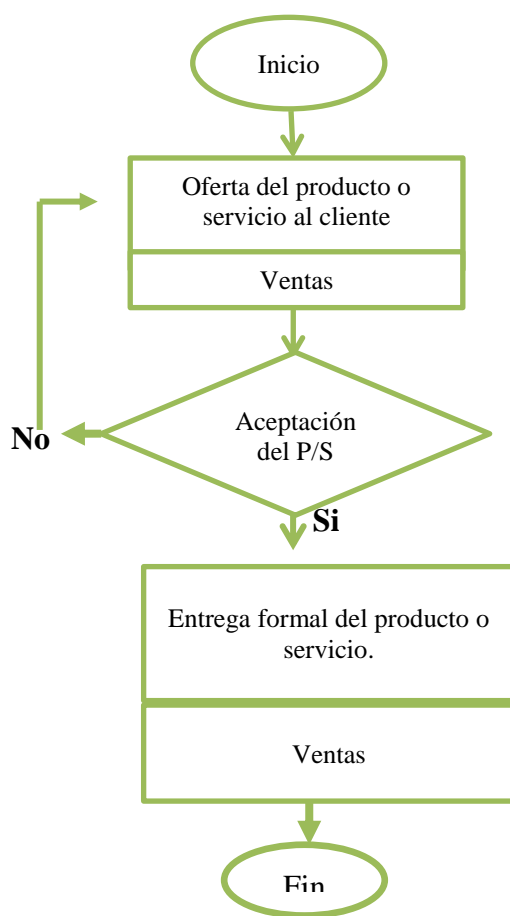 Inicio
Oferta del producto o
servicio al cliente
Ventas
Aceptación
del P/S
No
Si
Entrega formal del producto o
servicio.
Ventas
Fin